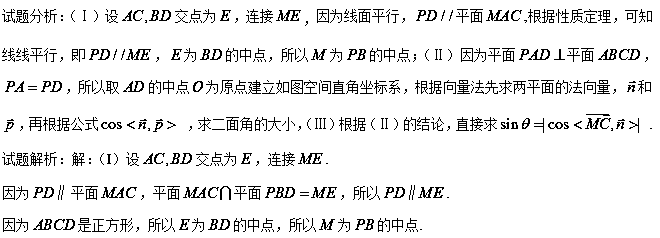 试题分析:(Ⅰ)设AC,BD交点为E,连接ME,因为线面平行,PD//平面MAC,根据性质定理,可知
线线平行,即PD//ME,E为BD的中点,所以M为PB的中点;(Ⅱ)因为平面PAD⊥平面ABCD,
PA=PD,所以取AD的中点O为原点建立如图空间直角坐标系,根据向量法先求两平面的法向量,n⃗和
p⃗,再根据公式cos<n⃗,p⃗>,求二面角的大小,(Ⅲ)根据(Ⅱ)的结论,直接求sinθ=|cos<MC⃗,n⃗>|.
试题解析:解:(I)设AC,BD交点为E,连接ME.
因为PD∥平面MAC,平面MAC⋂平面PBD=ME,所以PD∥ME.
因为ABCD是正方形,所以E为BD的中点,所以M为PB的中点.